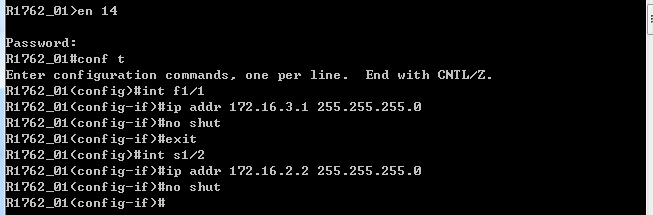 R1762_01>en 14
Password:
R1762_01#conf t
Enter configuration commands, one per line.  End with CNTL/Z.
R1762_01(config)#int f1/1
R1762_01(config-if)#ip addr 172.16.3.1 255.255.255.0
R1762_01(config-if)#no shut
R1762_01(config-if)#exit
R1762_01(config)#int s1/2
R1762_01(config-if)#ip addr 172.16.2.2 255.255.255.0
R1762_01(config-if)#no shut
R1762_01(config-if)#